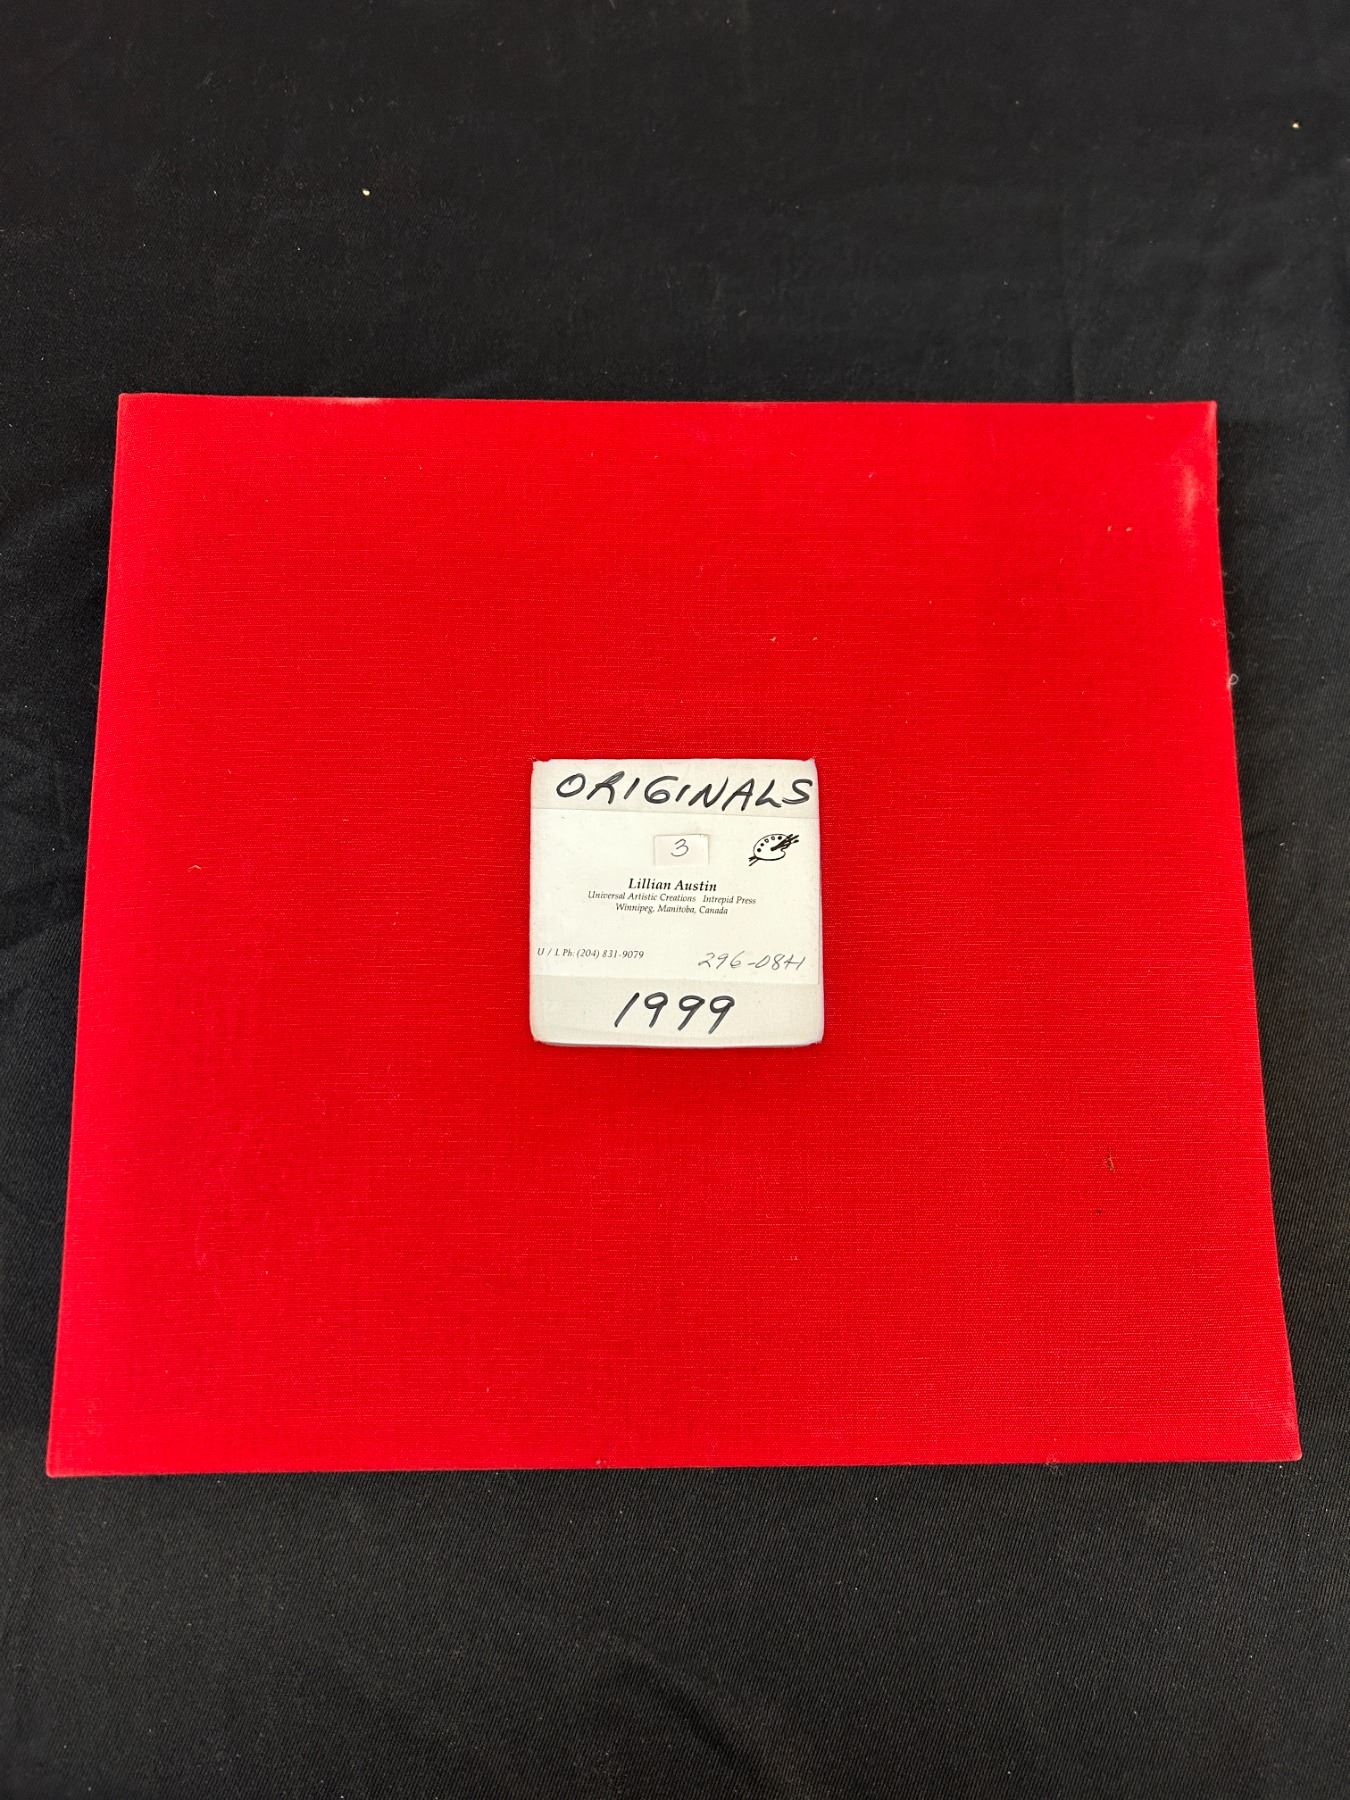 ORIGINALS
3
Lillian Austin
Universal Artistic Creations Intrepid Press
Winnipeg, Manitoba, Canada
U / L Ph: (204) 831-9079
296-0841
1999